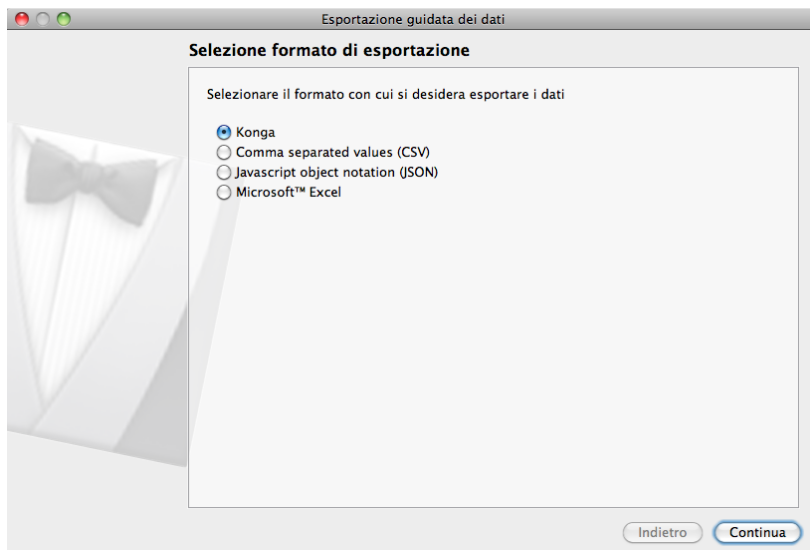 Esportazione guidata dei dati
Selezione formato di esportazione
Selezionare il formato con cui si desidera esportare i dati
Konga
Comma separated values (CSV)
Javascript object notation (JSON)
Microsoft™ Excel
Indietro Continua